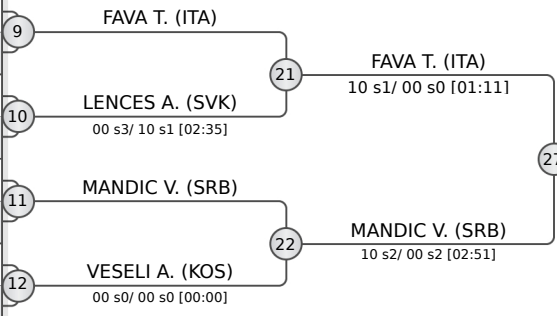 FAVA T. (ITA)
9
FAVA T. (ITA)
21
10 s1/ 00 s0 [01:11]
LENCES A. (SVK)
10
00 s3/ 10 s1 [02:35]
27
MANDIC V. (SRB)
11
MANDIC V. (SRB)
22
10 s2/ 00 s2 [02:51]
VESELI A. (KOS)
12
00 s0/ 00 s0 [00:00]